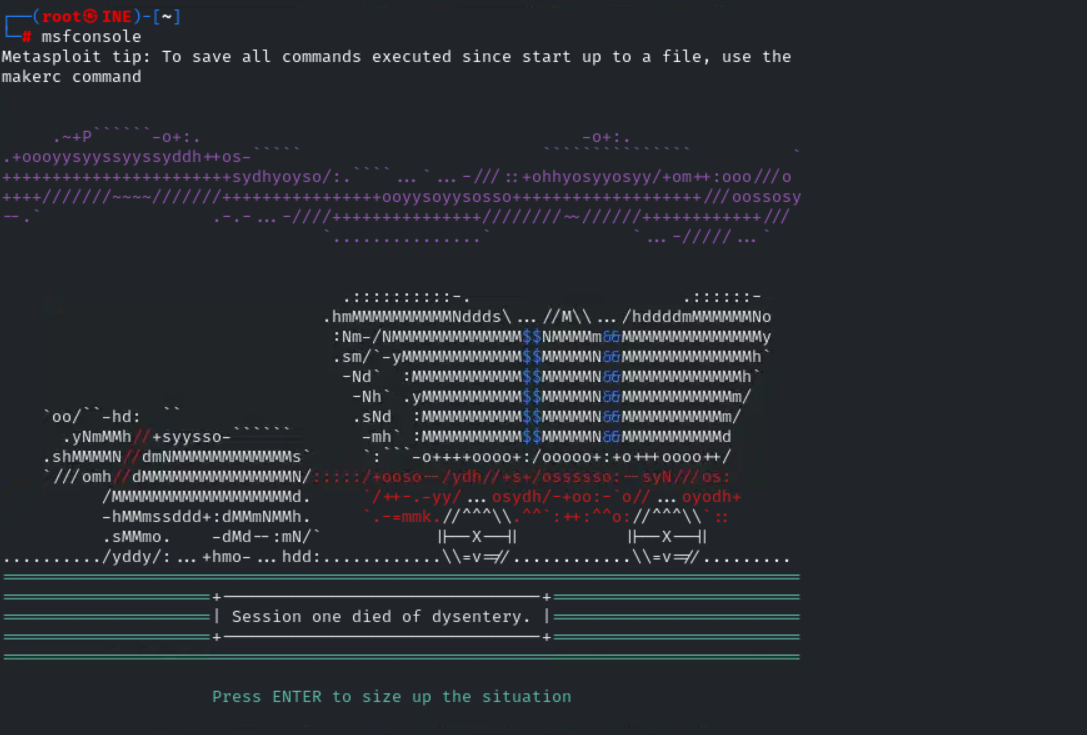 ┌──(root㉿INE)-[~]
└─# msfconsole
Metasploit tip: To save all commands executed since start up to a file, use the
makerc command
Session one died of dysentery.
Press ENTER to size up the situation